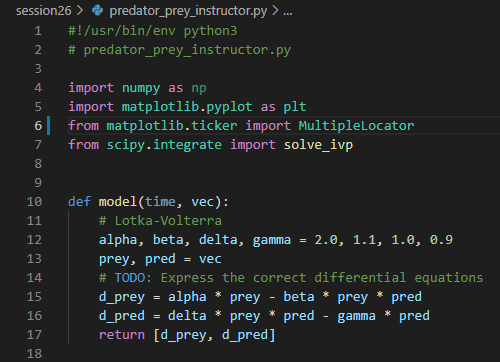 session26 > predator_prey_instructor.py > ...
1 #!/usr/bin/env python3
2 # predator_prey_instructor.py
3
4 import numpy as np
5 import matplotlib.pyplot as plt
6 from matplotlib.ticker import MultipleLocator
7 from scipy.integrate import solve_ivp
8
9
10 def model(time, vec):
11     # Lotka-Volterra
12     alpha, beta, delta, gamma = 2.0, 1.1, 1.0, 0.9
13     prey, pred = vec
14     # TODO: Express the correct differential equations
15     d_prey = alpha * prey - beta * prey * pred
16     d_pred = delta * prey * pred - gamma * pred
17     return [d_prey, d_pred]
18